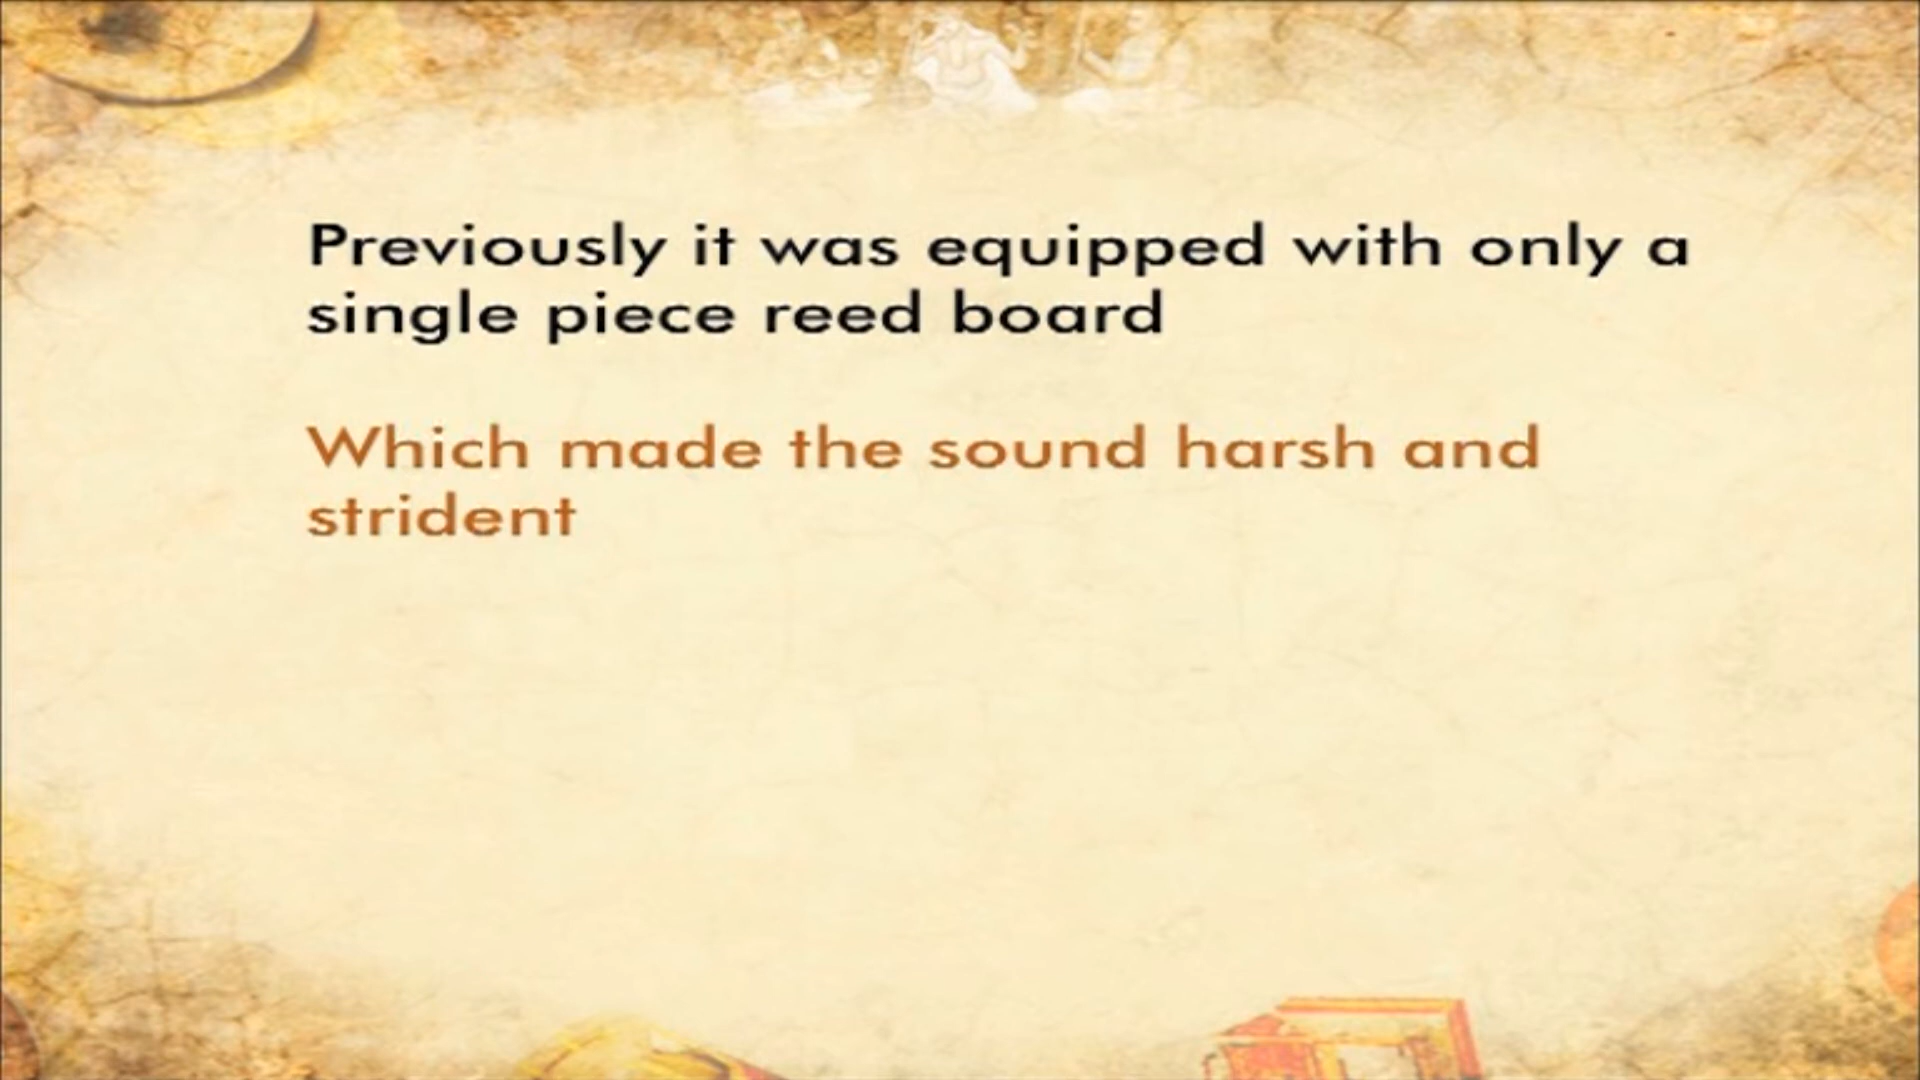 Previously it was equipped with only a
single piece reed board
Which made the sound harsh and
strident